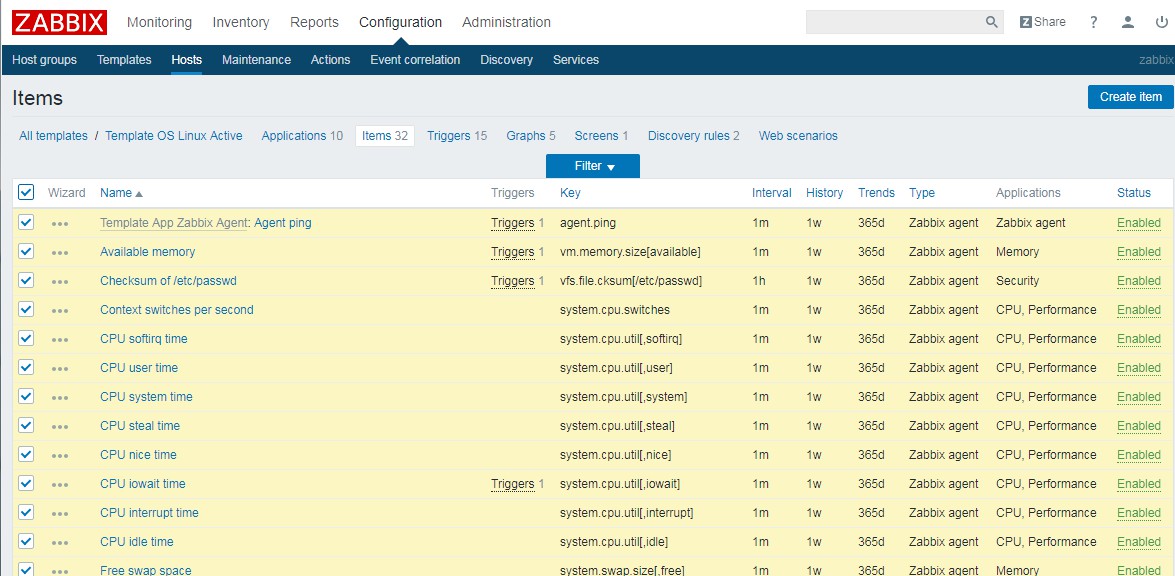 ZABBIX Monitoring Inventory Reports Configuration Administration Share ?
Host groups Templates Hosts Maintenance Actions Event correlation Discovery Services zabbix
Items Create item
All templates / Template OS Linux Active Applications 10 Items 32 Triggers 15 Graphs 5 Screens 1 Discovery rules 2 Web scenarios
Filter
Wizard Name Triggers Key Interval History Trends Type Applications Status
Template App Zabbix Agent: Agent ping Triggers 1 agent.ping 1m 1w 365d Zabbix agent Zabbix agent Enabled
Available memory Triggers 1 vm.memory.size[available] 1m 1w 365d Zabbix agent Memory Enabled
Checksum of /etc/passwd Triggers 1 vfs.file.cksum[/etc/passwd] 1h 1w 365d Zabbix agent Security Enabled
Context switches per second system.cpu.switches 1m 1w 365d Zabbix agent CPU, Performance Enabled
CPU softirq time system.cpu.util[,softirq] 1m 1w 365d Zabbix agent CPU, Performance Enabled
CPU user time system.cpu.util[,user] 1m 1w 365d Zabbix agent CPU, Performance Enabled
CPU system time system.cpu.util[,system] 1m 1w 365d Zabbix agent CPU, Performance Enabled
CPU steal time system.cpu.util[,steal] 1m 1w 365d Zabbix agent CPU, Performance Enabled
CPU nice time system.cpu.util[,nice] 1m 1w 365d Zabbix agent CPU, Performance Enabled
CPU iowait time Triggers 1 system.cpu.util[,iowait] 1m 1w 365d Zabbix agent CPU, Performance Enabled
CPU interrupt time system.cpu.util[,interrupt] 1m 1w 365d Zabbix agent CPU, Performance Enabled
CPU idle time system.cpu.util[,idle] 1m 1w 365d Zabbix agent CPU, Performance Enabled
Free swap space system.swap.size[,free] 1m 1w 365d Zabbix agent Memory Enabled